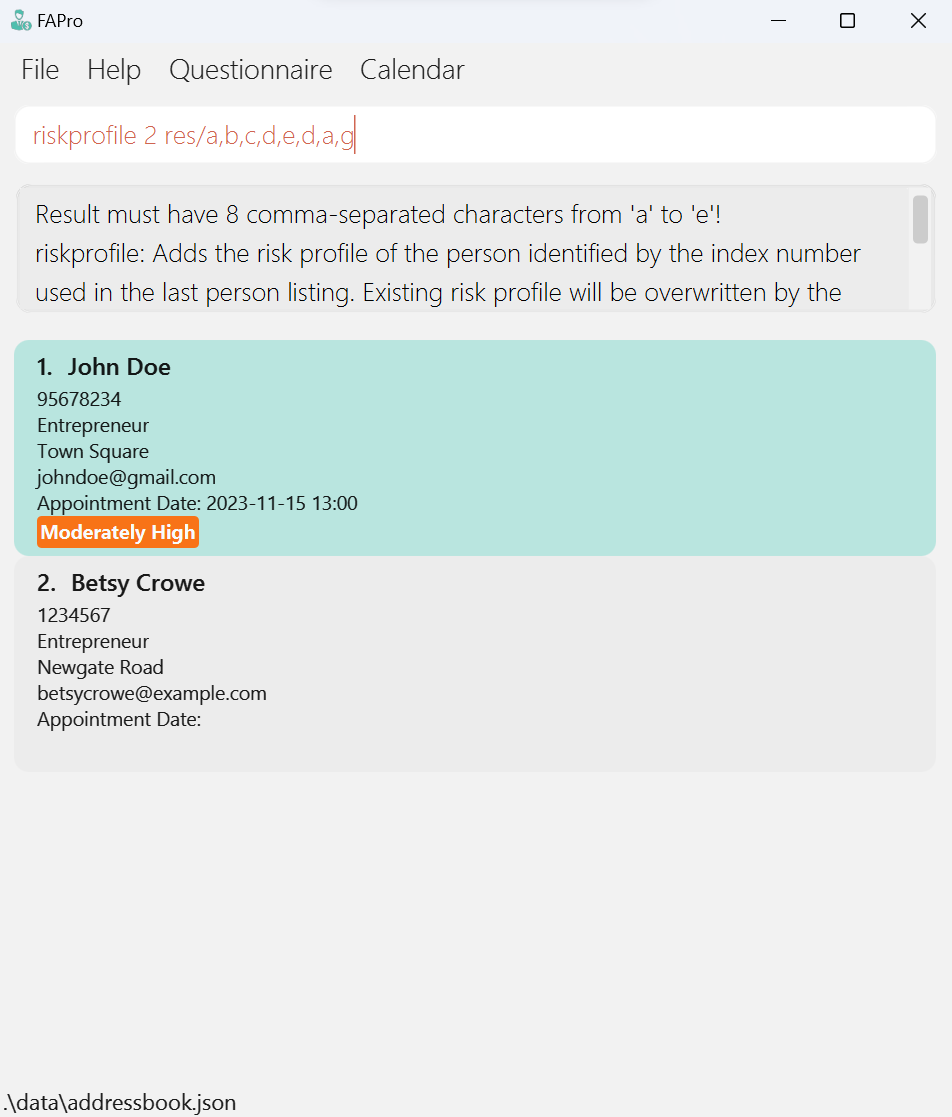 FAPro
File Help Questionnaire Calendar
riskprofile 2 res/a,b,c,d,e,d,a,g
Result must have 8 comma-separated characters from 'a' to 'e'!
riskprofile: Adds the risk profile of the person identified by the index number
used in the last person listing. Existing risk profile will be overwritten by the
1. John Doe
95678234
Entrepreneur
Town Square
johndoe@gmail.com
Appointment Date: 2023-11-15 13:00
Moderately High
2. Betsy Crowe
1234567
Entrepreneur
Newgate Road
betsycrowe@example.com
Appointment Date:
.\data\addressbook.json